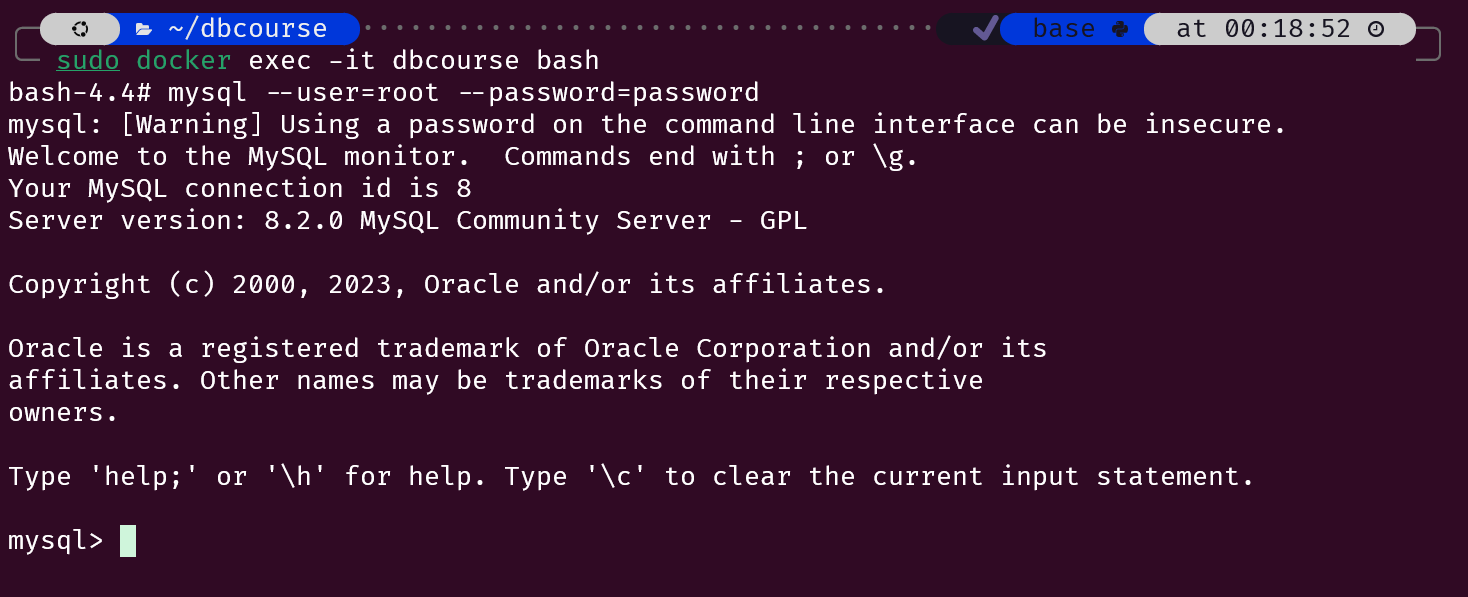 ~/dbcourse base at 00:18:52
sudo docker exec -it dbcourse bash
bash-4.4# mysql --user=root --password=password
mysql: [Warning] Using a password on the command line interface can be insecure.
Welcome to the MySQL monitor.  Commands end with ; or \g.
Your MySQL connection id is 8
Server version: 8.2.0 MySQL Community Server - GPL

Copyright (c) 2000, 2023, Oracle and/or its affiliates.

Oracle is a registered trademark of Oracle Corporation and/or its
affiliates. Other names may be trademarks of their respective
owners.

Type 'help;' or '\h' for help. Type '\c' to clear the current input statement.

mysql>